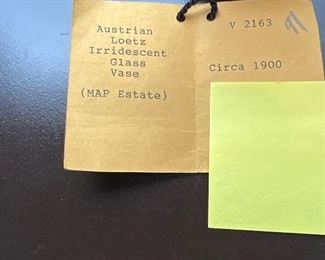 Austrian
Loetz
Irridescent
Glass
Vase
(MAP Estate)
V 2163
Circa 1900